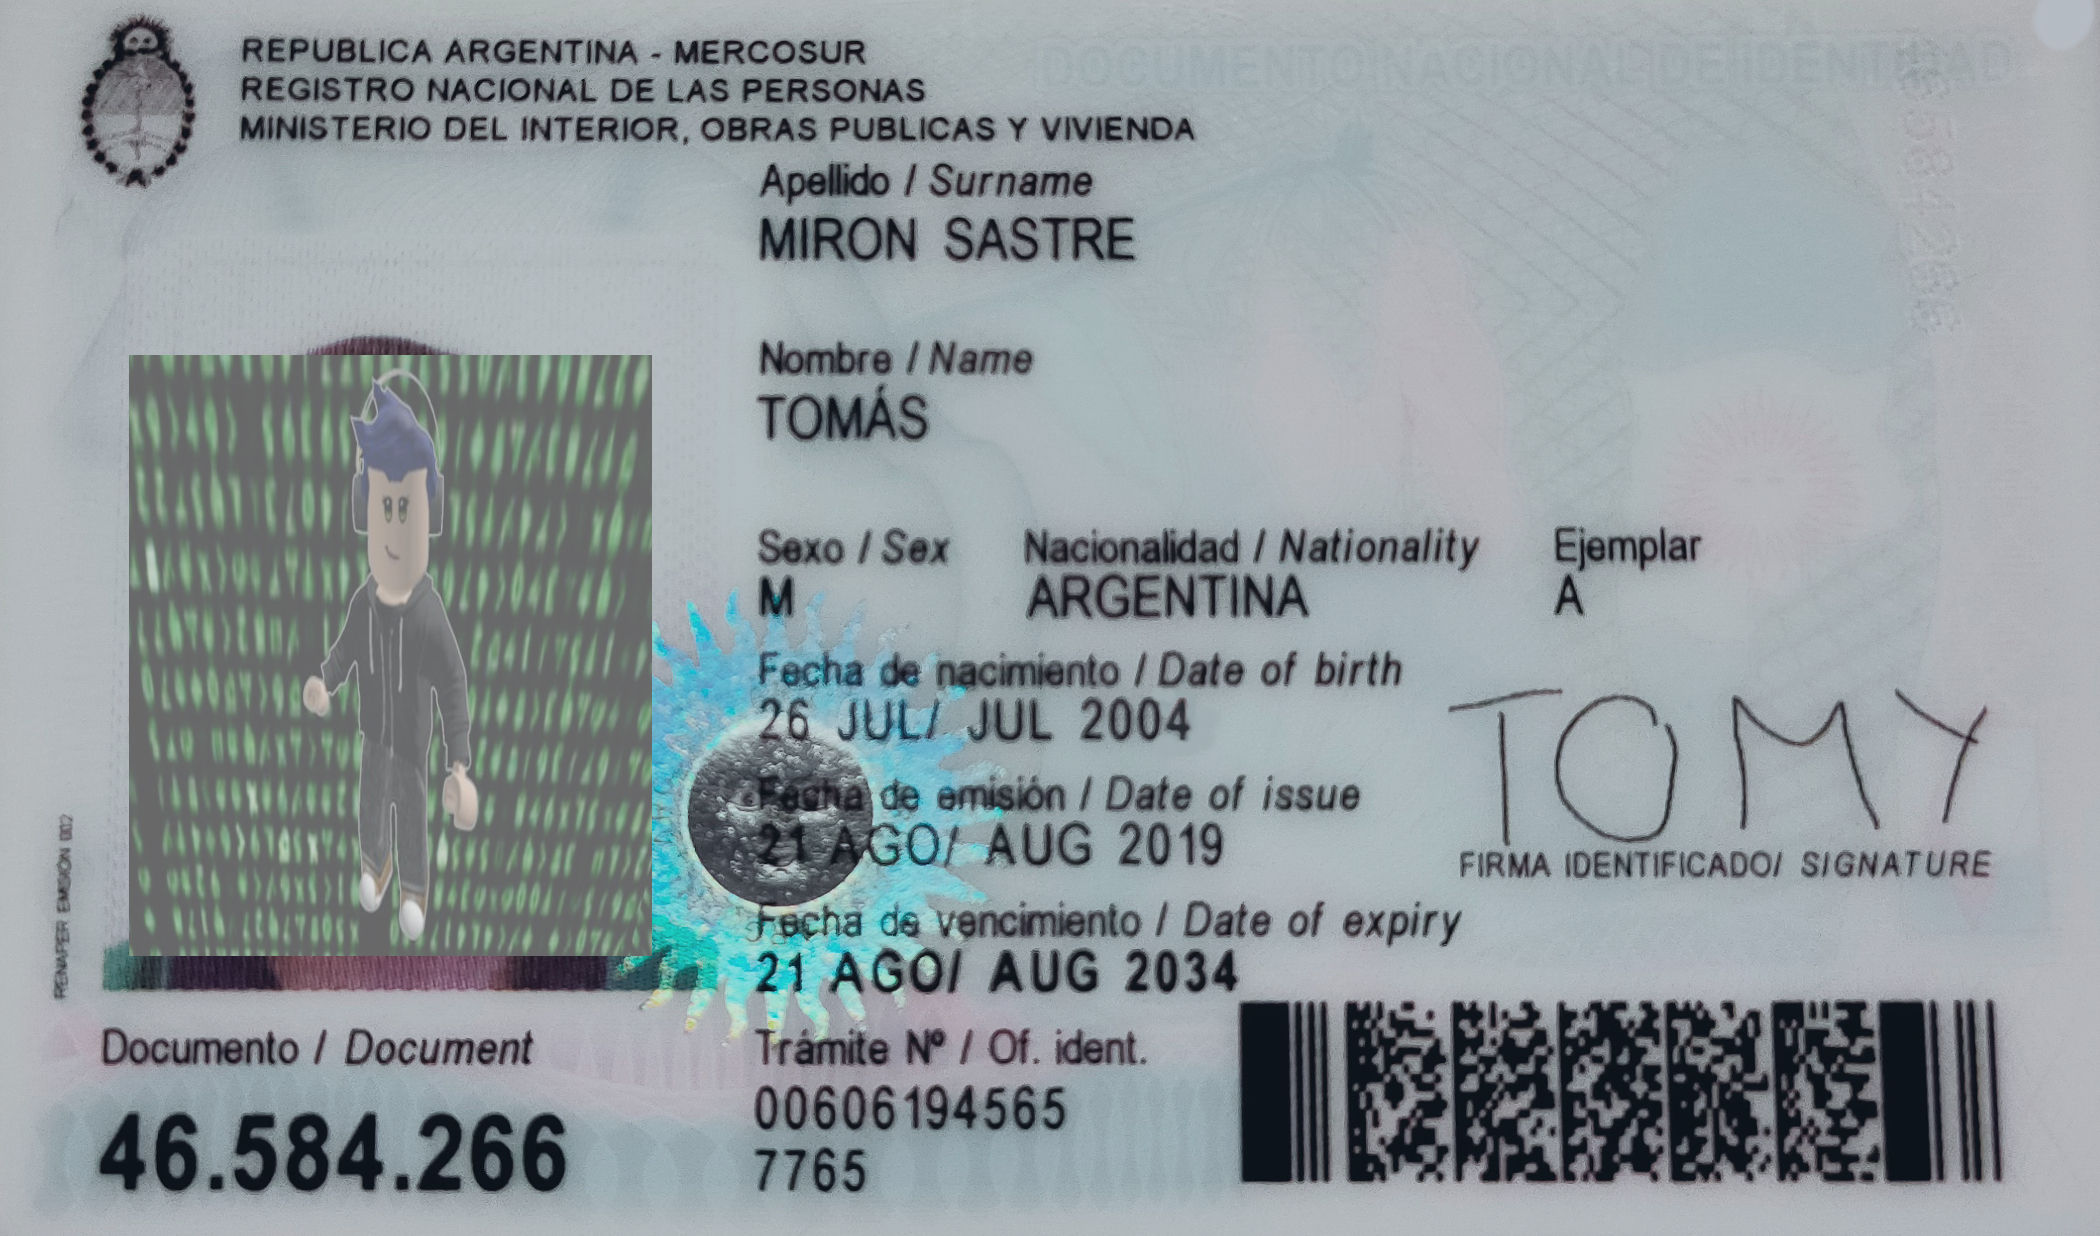 REPUBLICA ARGENTINA - MERCOSUR
REGISTRO NACIONAL DE LAS PERSONAS
MINISTERIO DEL INTERIOR, OBRAS PUBLICAS Y VIVIENDA
DOCUMENTO NACIONAL DE IDENTIDAD
Apellido / Surname
MIRON SASTRE
Nombre / Name
TOMÁS
Sexo / Sex Nacionalidad / Nationality Ejemplar
M ARGENTINA A
Fecha de nacimiento / Date of birth
26 JUL/ JUL 2004
Fecha de emisión / Date of issue
21 AGO/ AUG 2019
TOMY
FIRMA IDENTIFICADO/ SIGNATURE
Fecha de vencimiento / Date of expiry
21 AGO/ AUG 2034
RENAPER EMISIÓN 002
Documento / Document
46.584.266
Trámite Nº / Of. ident.
00606194565
7765